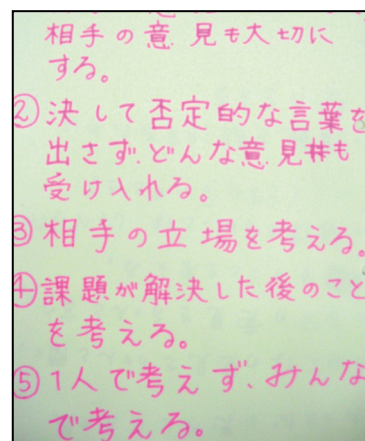 相手の意見も大切に
する。
②決して否定的な言葉を
出さず、どんな意見も
受け入れる。
③相手の立場を考える。
④課題が解決した後のこと
を考える。
⑤1人で考えず、みんな
で考える。